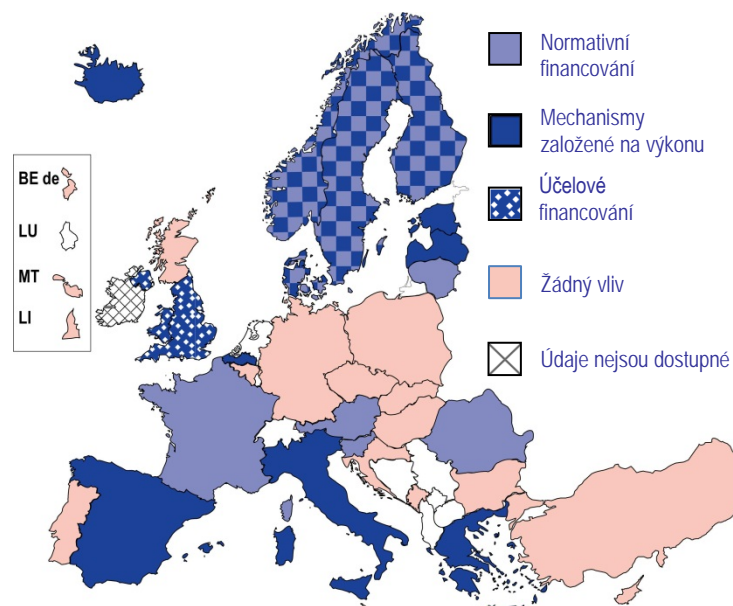 Normativní
financování
Mechanismy
založené na výkonu
Účelové
financování
Žádný vliv
Údaje nejsou dostupné
BE de
LU
MT
LI